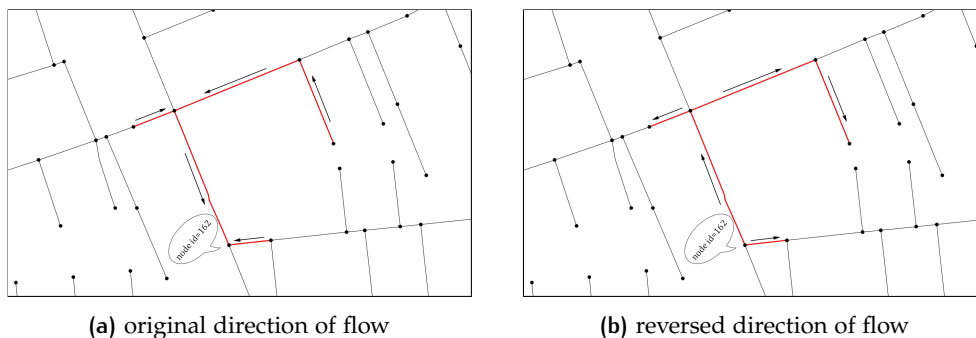 node id=162
node id=162
(a) original direction of flow
(b) reversed direction of flow